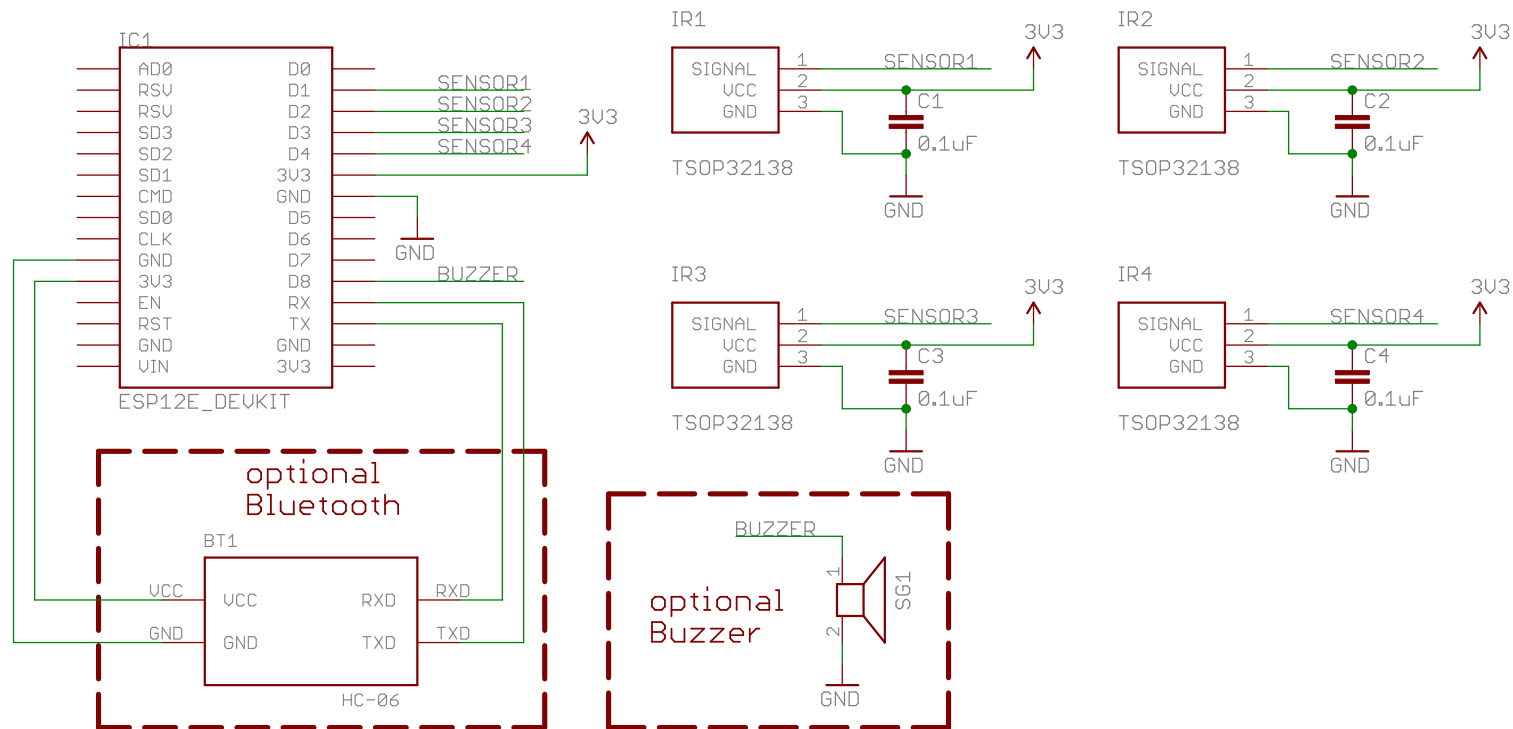 IC1
AD0 D0
RSV D1 SENSOR1
RSV D2 SENSOR2
SD3 D3 SENSOR3
SD2 D4 SENSOR4
SD1 3V3 3V3
CMD GND
SD0 D5
CLK D6 GND
GND D7
3V3 D8 BUZZER
EN RX
RST TX
GND GND
VIN 3V3
ESP12E_DEVKIT
IR1
3V3
SIGNAL 1 SENSOR1
VCC 2
GND 3
C1
0.1uF
TSOP32138
GND
IR2
3V3
SIGNAL 1 SENSOR2
VCC 2
GND 3
C2
0.1uF
TSOP32138
GND
IR3
3V3
SIGNAL 1 SENSOR3
VCC 2
GND 3
C3
0.1uF
TSOP32138
GND
IR4
3V3
SIGNAL 1 SENSOR4
VCC 2
GND 3
C4
0.1uF
TSOP32138
GND
optional
Bluetooth
BT1
VCC VCC RXD RXD
GND GND TXD TXD
HC-06
BUZZER
1
SG1
2
optional
Buzzer
GND